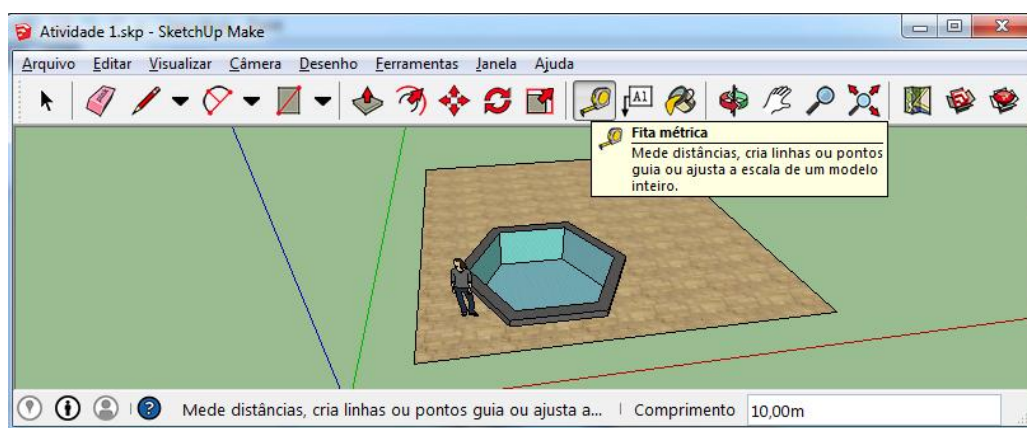 Atividade 1.skp - SketchUp Make
Arquivo Editar Visualizar Câmera Desenho Ferramentas Janela Ajuda
A1
Fita métrica
Mede distâncias, cria linhas ou pontos
guia ou ajusta a escala de um modelo
inteiro.
Mede distâncias, cria linhas ou pontos guia ou ajusta a... Comprimento 10,00m